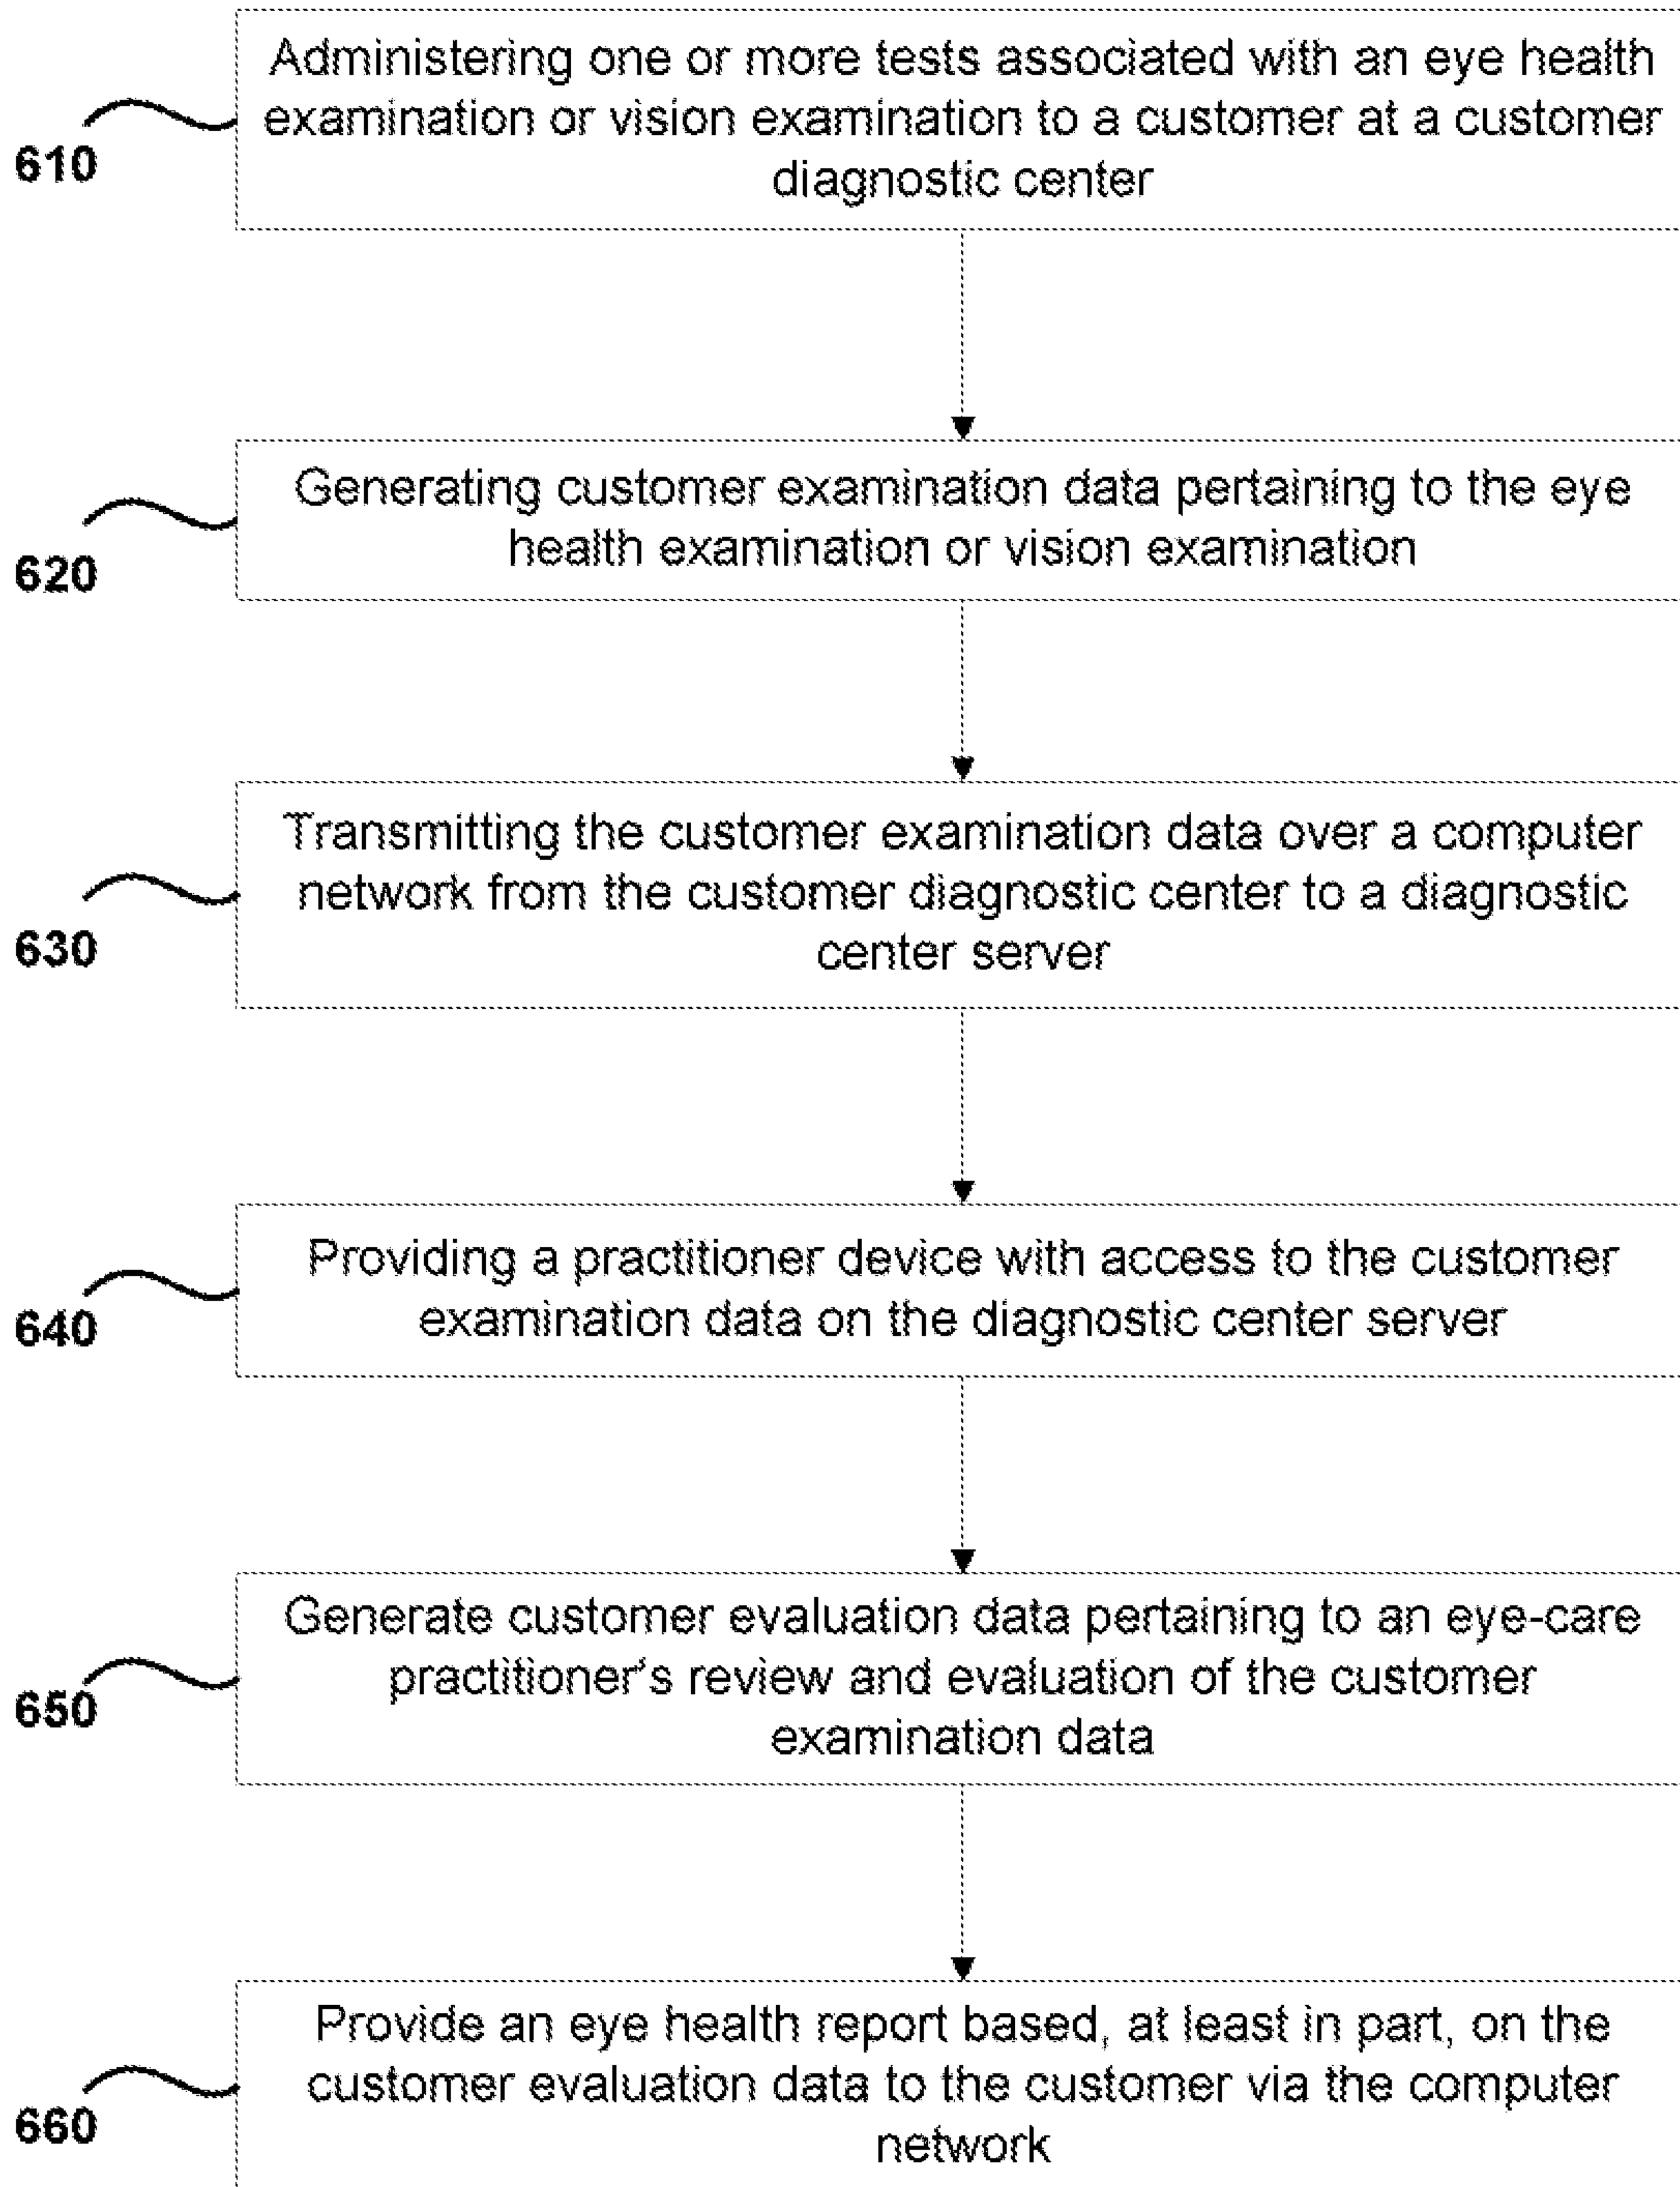 Administering one or more tests associated with an eye health
examination or vision examination to a customer at a customer
diagnostic center
610
Generating customer examination data pertaining to the eye
health examination or vision examination
620
Transmitting the customer examination data over a computer
network from the customer diagnostic center to a diagnostic
center server
630
Providing a practitioner device with access to the customer
examination data on the diagnostic center server
640
Generate customer evaluation data pertaining to an eye-care
practitioner's review and evaluation of the customer
examination data
650
Provide an eye health report based, at least in part, on the
customer evaluation data to the customer via the computer
network
660